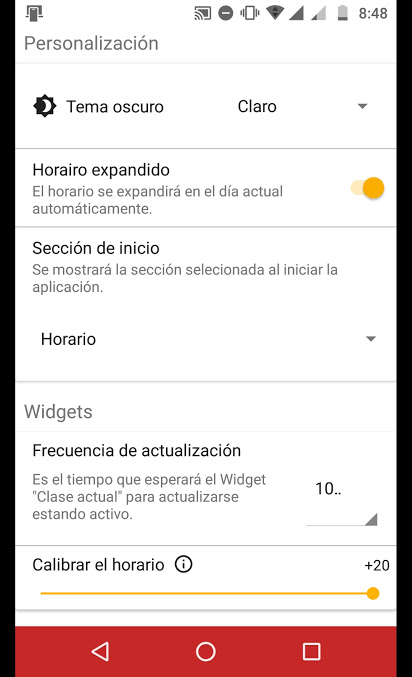 8:48
Personalización
Tema oscuro Claro
Horairo expandido
El horario se expandirá en el día actual
automáticamente.
Sección de inicio
Se mostrará la sección selecionada al iniciar la
aplicación.
Horario
Widgets
Frecuencia de actualización
Es el tiempo que esperará el Widget
"Clase actual" para actualizarse
estando activo.
10..
Calibrar el horario +20